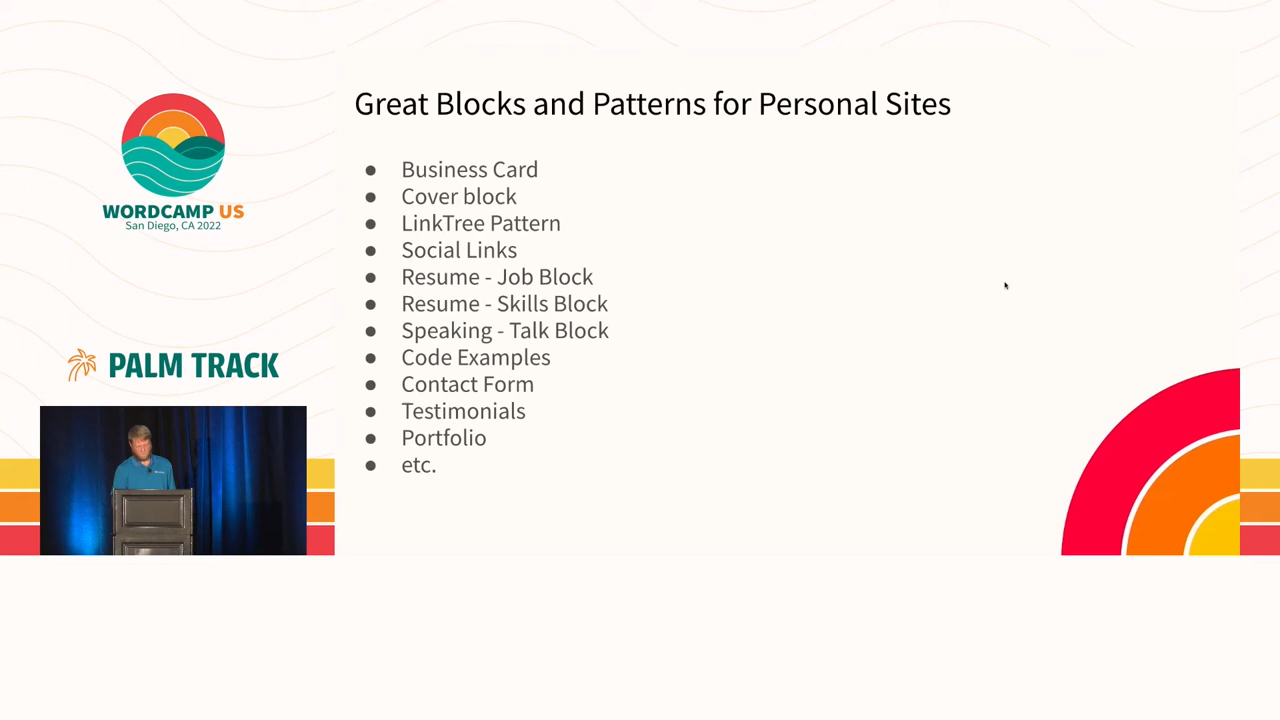 WORDCAMP US
San Diego, CA 2022
PALM TRACK
Great Blocks and Patterns for Personal Sites
● Business Card
● Cover block
● LinkTree Pattern
● Social Links
● Resume - Job Block
● Resume - Skills Block
● Speaking - Talk Block
● Code Examples
● Contact Form
● Testimonials
● Portfolio
● etc.